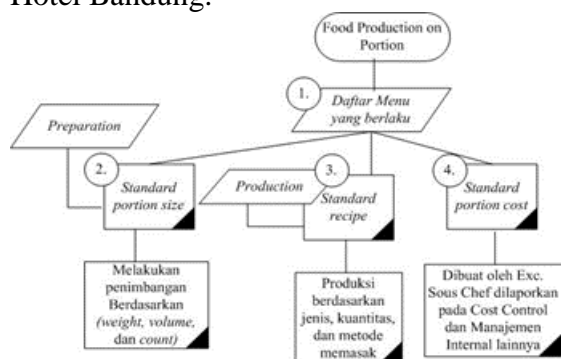 Hotel Bandung.
Food Production on
Portion
1.
Daftar Menu
yang berlaku
Preparation
2.
Standard
portion size
Production
3.
Standard
recipe
4.
Standard
portion cost
Melakukan
penimbangan
Berdasarkan
(weight, volume,
dan count)
Produksi
berdasarkan
jenis, kuantitas,
dan metode
memasak
Dibuat oleh Exc.
Sous Chef dilaporkan
pada Cost Control
dan Manajemen
Internal lainnya